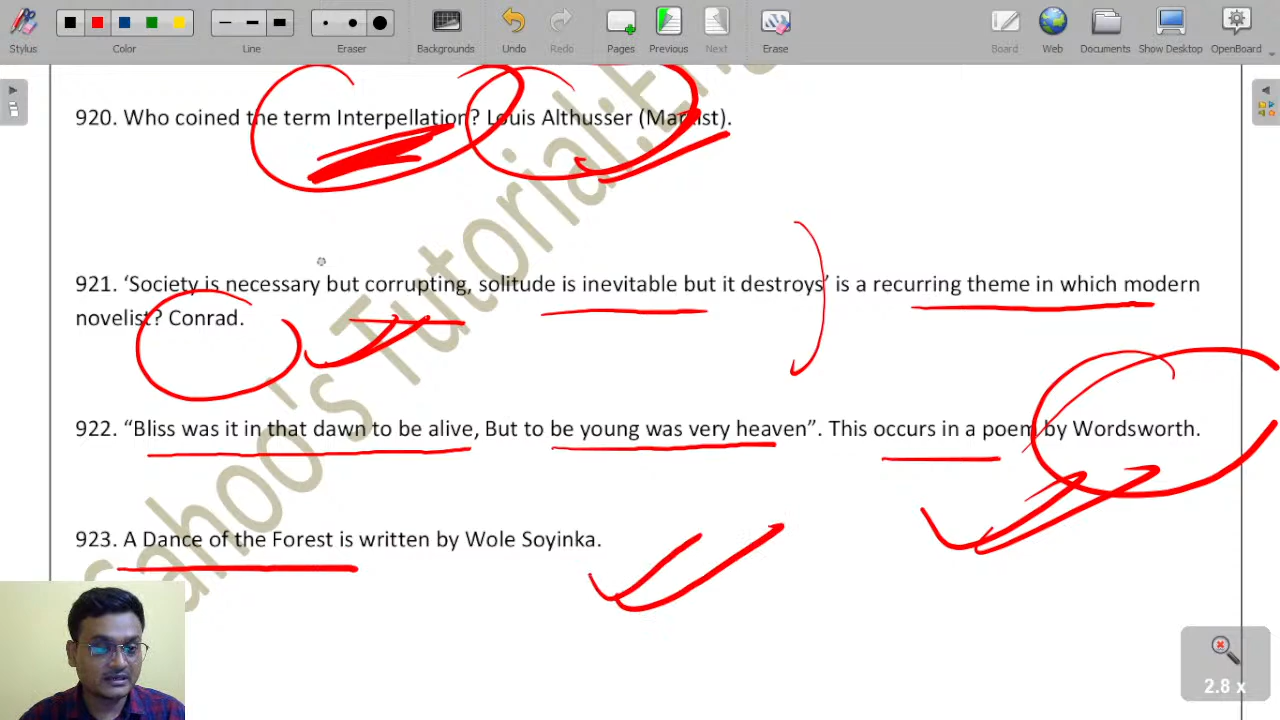 Stylus
Color
Line
Eraser
Backgrounds
Undo
Redo
Pages
Previous
Next
Erase
Board
Web
Documents
Show Desktop
OpenBoard
920. Who coined the term Interpellation? Louis Althusser (Marxist).
921. ‘Society is necessary but corrupting, solitude is inevitable but it destroys’ is a recurring theme in which modern
novelist? Conrad.
922. “Bliss was it in that dawn to be alive, But to be young was very heaven”. This occurs in a poem by Wordsworth.
923. A Dance of the Forest is written by Wole Soyinka.
Sahoo's Tutorial:Eng
2.8 x